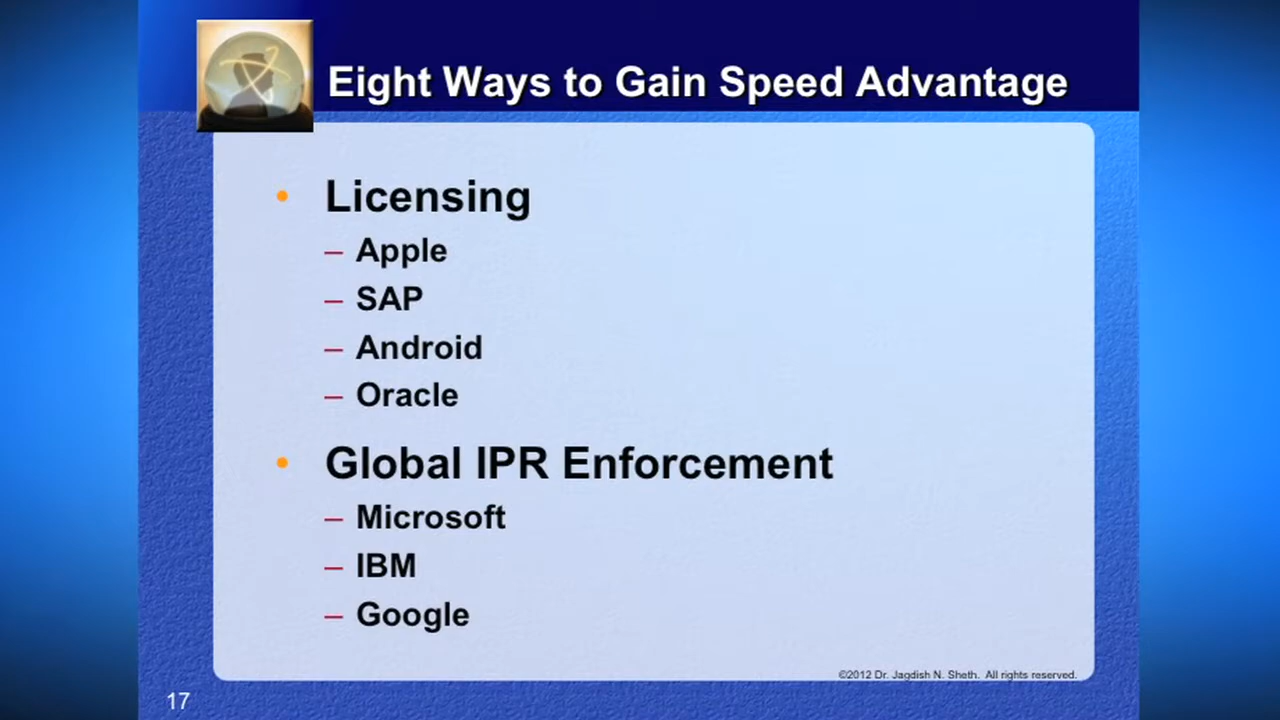 Eight Ways to Gain Speed Advantage
• Licensing
– Apple
– SAP
– Android
– Oracle
• Global IPR Enforcement
– Microsoft
– IBM
– Google
©2012 Dr. Jagdish N. Sheth. All rights reserved.
17